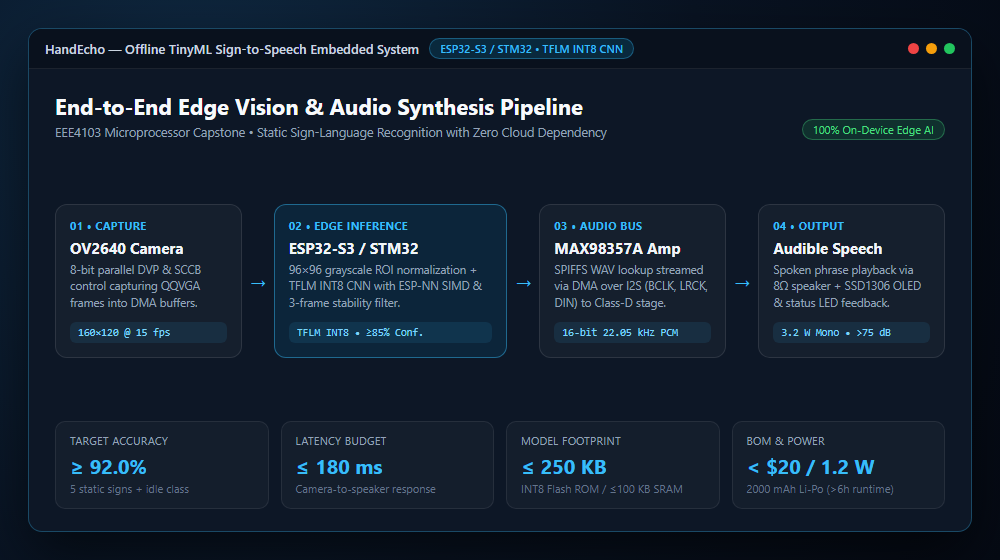 HandEcho — Offline TinyML Sign-to-Speech Embedded System
ESP32-S3 / STM32 • TFLM INT8 CNN
End-to-End Edge Vision & Audio Synthesis Pipeline
EEE4103 Microprocessor Capstone • Static Sign-Language Recognition with Zero Cloud Dependency
100% On-Device Edge AI
01 • CAPTURE
OV2640 Camera
8-bit parallel DVP & SCCB
control capturing QQVGA
frames into DMA buffers.
160×120 @ 15 fps
→
02 • EDGE INFERENCE
ESP32-S3 / STM32
96×96 grayscale ROI normalization +
TFLM INT8 CNN with ESP-NN SIMD &
3-frame stability filter.
TFLM INT8 • ≥85% Conf.
→
03 • AUDIO BUS
MAX98357A Amp
SPIFFS WAV lookup streamed
via DMA over I2S (BCLK, LRCK,
DIN) to Class-D stage.
16-bit 22.05 kHz PCM
→
04 • OUTPUT
Audible Speech
Spoken phrase playback via
8Ω speaker + SSD1306 OLED
& status LED feedback.
3.2 W Mono • >75 dB
TARGET ACCURACY
≥ 92.0%
5 static signs + idle class
LATENCY BUDGET
≤ 180 ms
Camera-to-speaker response
MODEL FOOTPRINT
≤ 250 KB
INT8 Flash ROM / ≤100 KB SRAM
BOM & POWER
< $20 / 1.2 W
2000 mAh Li-Po (>6h runtime)